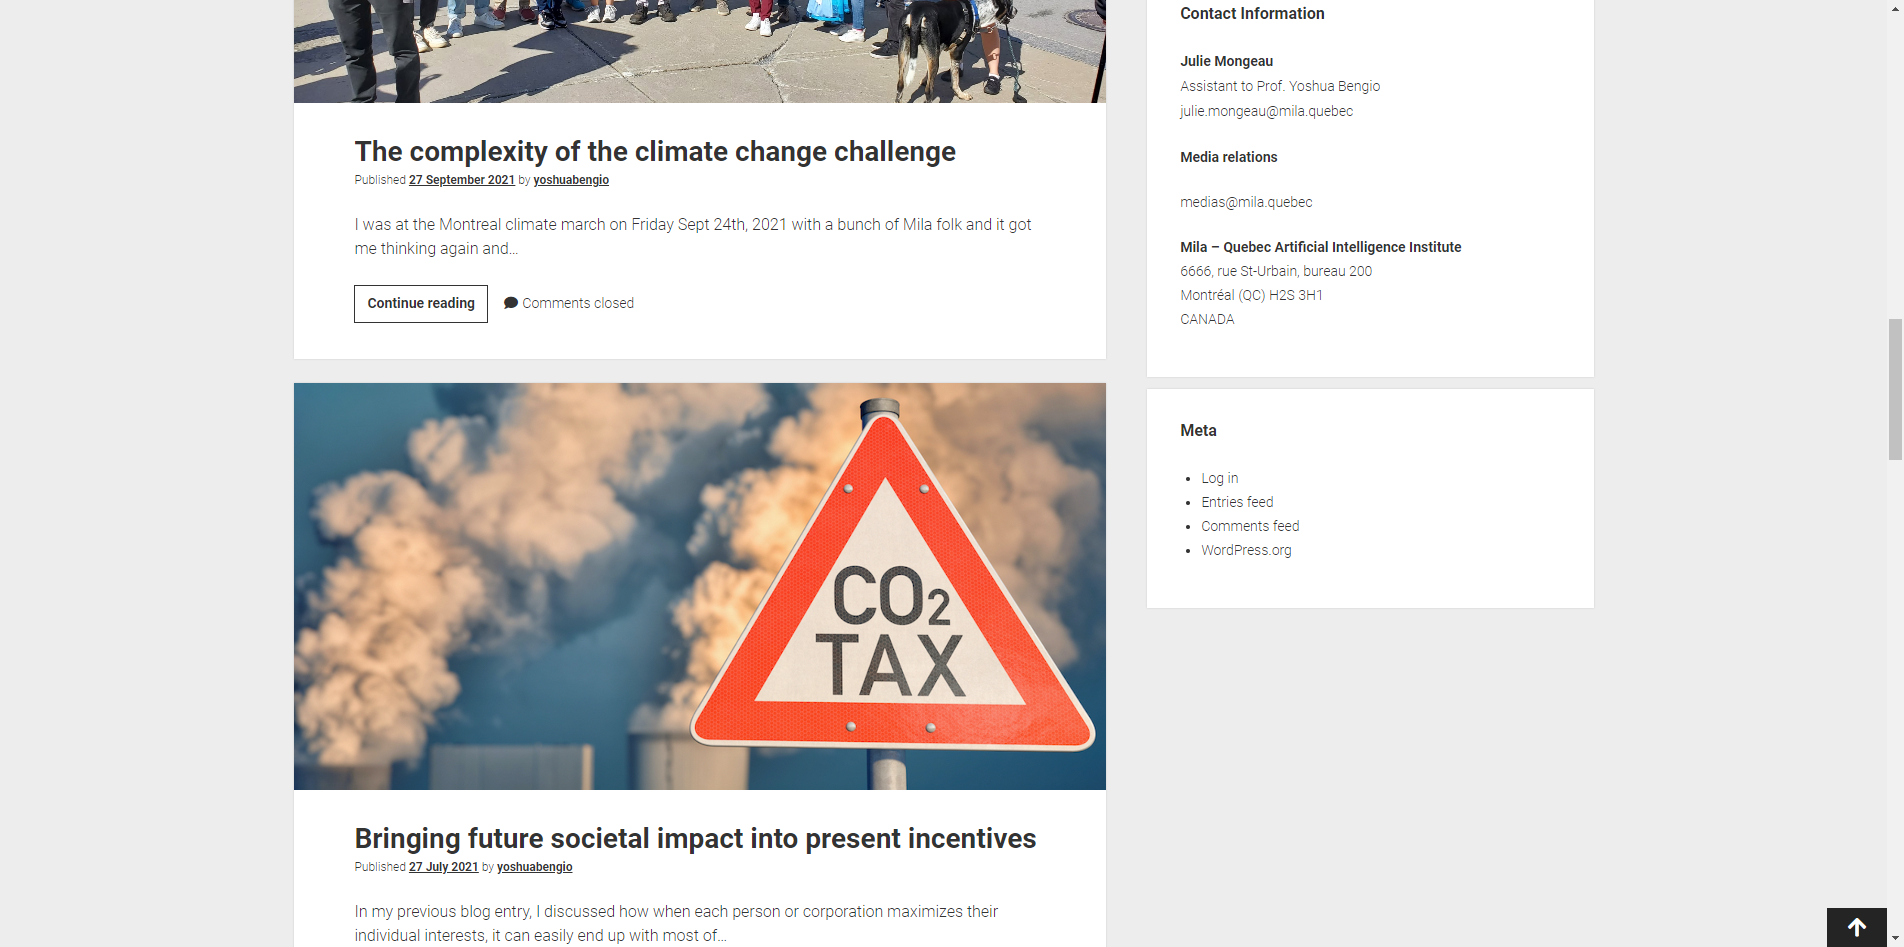 The complexity of the climate change challenge
Published 27 September 2021 by yoshuabengio
I was at the Montreal climate march on Friday Sept 24th, 2021 with a bunch of Mila folk and it got
me thinking again and...
Continue reading
Comments closed
CO2
TAX
Bringing future societal impact into present incentives
Published 27 July 2021 by yoshuabengio
In my previous blog entry, I discussed how when each person or corporation maximizes their
individual interests, it can easily end up with most of...
Contact Information
Julie Mongeau
Assistant to Prof. Yoshua Bengio
julie.mongeau@mila.quebec
Media relations
medias@mila.quebec
Mila – Quebec Artificial Intelligence Institute
6666, rue St-Urbain, bureau 200
Montréal (QC) H2S 3H1
CANADA
Meta
Log in
Entries feed
Comments feed
WordPress.org